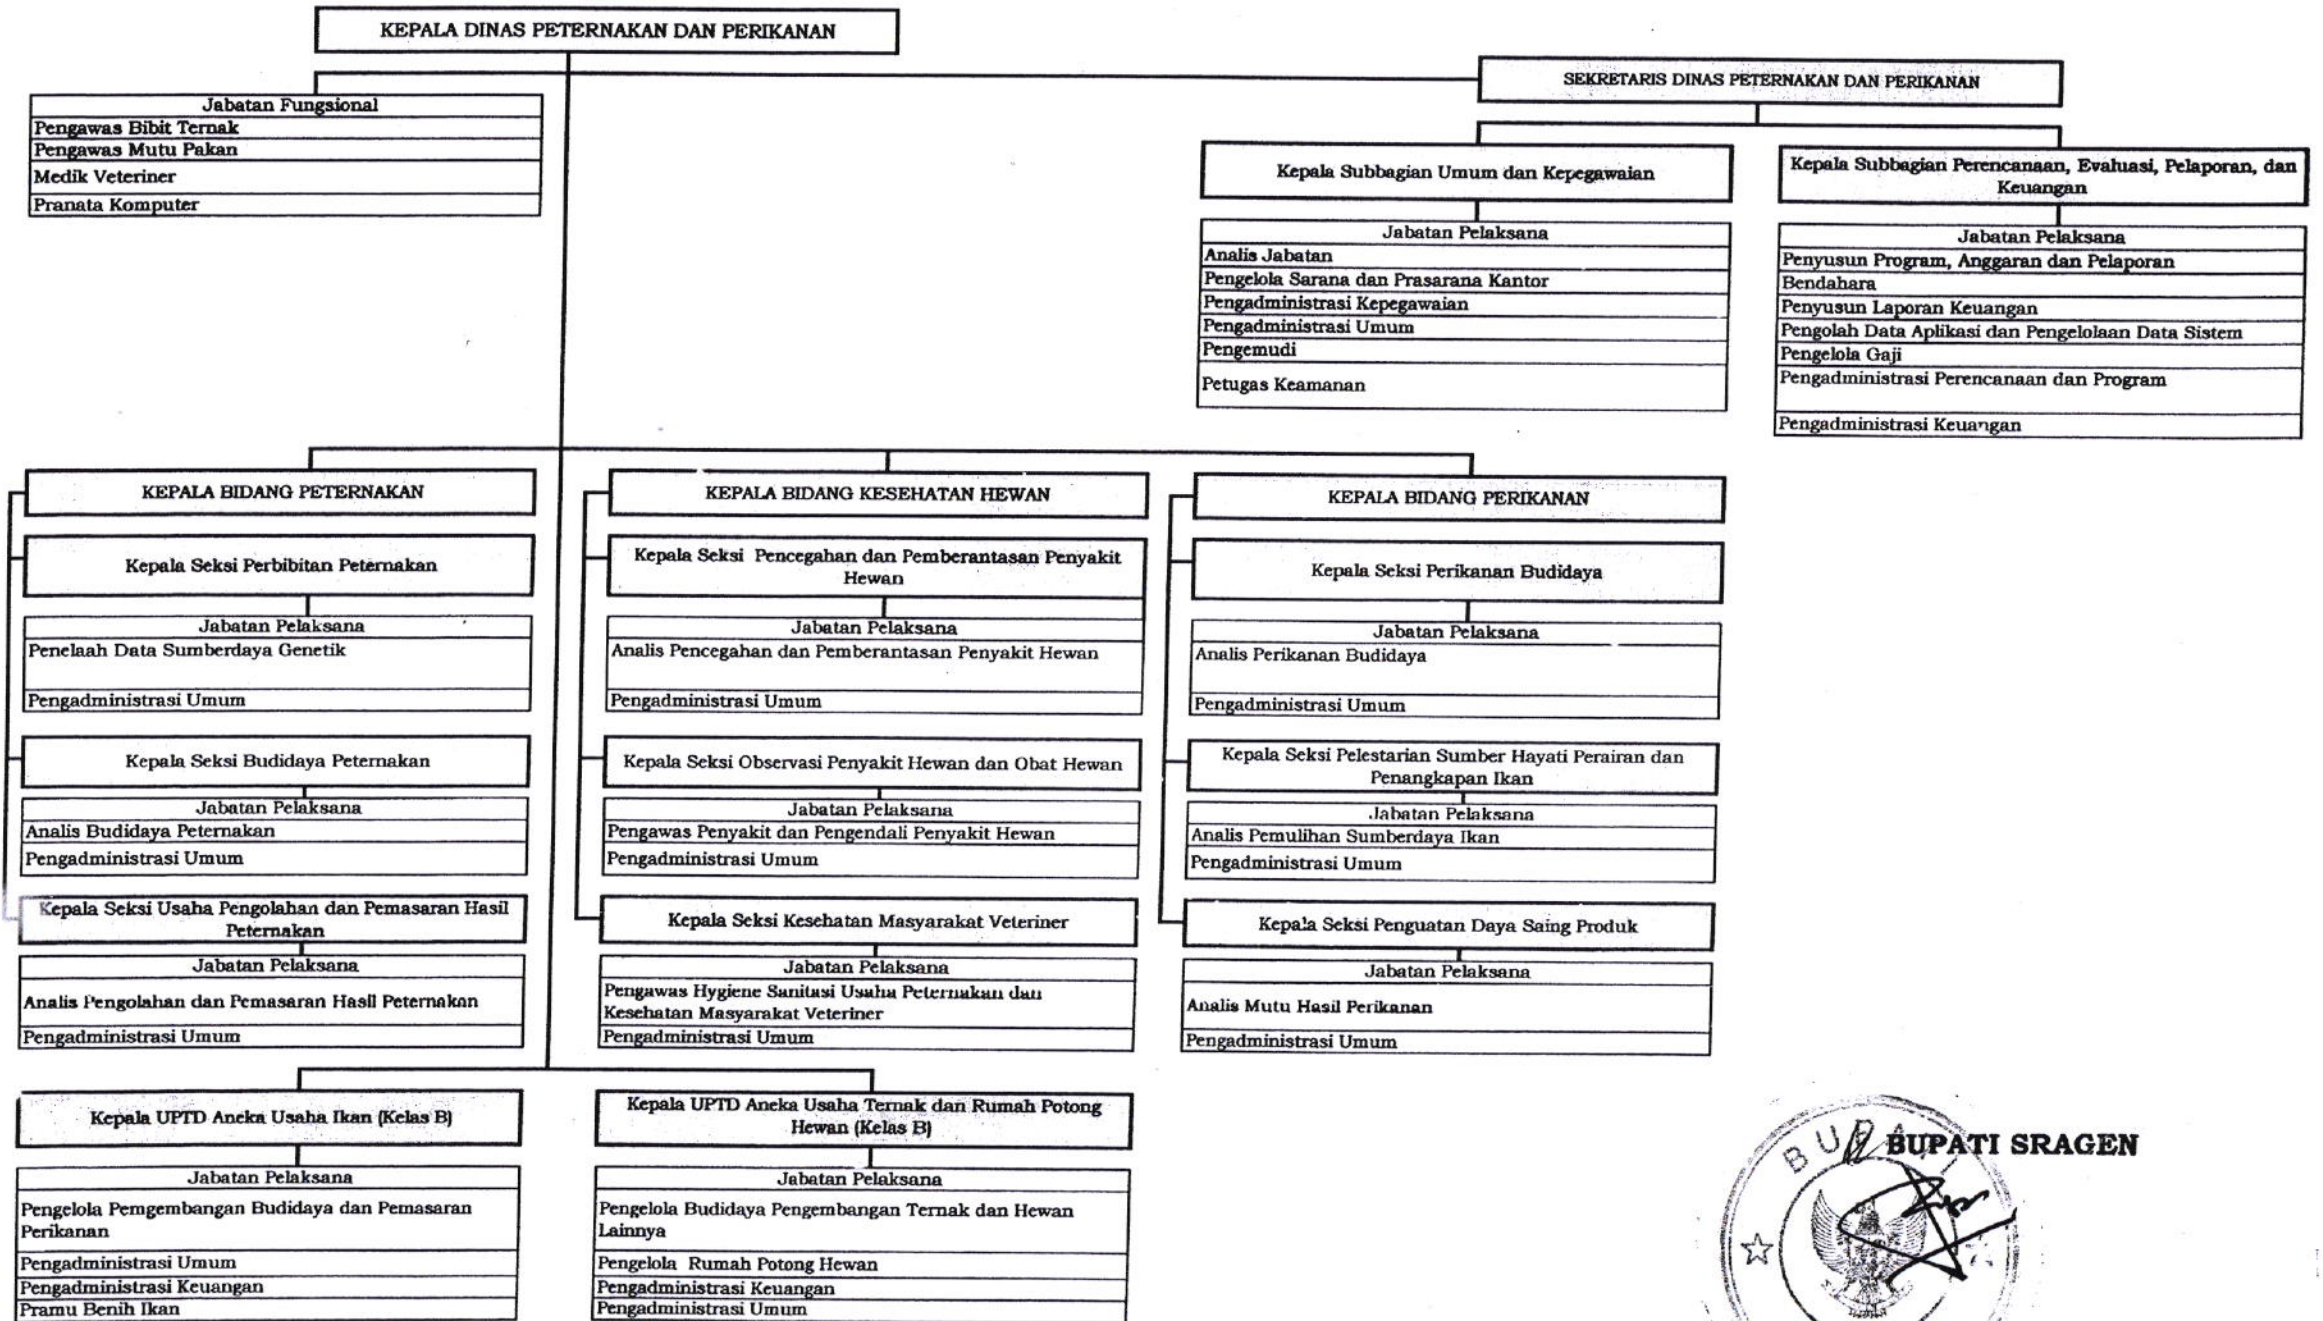 KEPALA DINAS PETERNAKAN DAN PERIKANAN
SEKRETARIS DINAS PETERNAKAN DAN PERIKANAN
Jabatan Fungsional
Pengawas Bibit Ternak
Pengawas Mutu Pakan
Medik Veteriner
Pranata Komputer
Kepala Subbagian Umum dan Kepegawaian
Jabatan Pelaksana
Analis Jabatan
Pengelola Sarana dan Prasarana Kantor
Pengadministrasi Kepegawaian
Pengadministrasi Umum
Pengemudi
Petugas Keamanan
Kepala Subbagian Perencanaan, Evaluasi, Pelaporan, dan
Keuangan
Jabatan Pelaksana
Penyusun Program, Anggaran dan Pelaporan
Bendahara
Penyusun Laporan Keuangan
Pengolah Data Aplikasi dan Pengelolaan Data Sistem
Pengelola Gaji
Pengadministrasi Perencanaan dan Program
Pengadministrasi Keuangan
KEPALA BIDANG PETERNAKAN
Kepala Seksi Perbibitan Peternakan
Jabatan Pelaksana
Penelaah Data Sumberdaya Genetik
Pengadministrasi Umum
Kepala Seksi Budidaya Peternakan
Jabatan Pelaksana
Analis Budidaya Peternakan
Pengadministrasi Umum
Kepala Seksi Usaha Pengolahan dan Pemasaran Hasil
Peternakan
Jabatan Pelaksana
Analis Pengolahan dan Pemasaran Hasil Peternakan
Pengadministrasi Umum
KEPALA BIDANG KESEHATAN HEWAN
Kepala Seksi Pencegahan dan Pemberantasan Penyakit
Hewan
Jabatan Pelaksana
Analis Pencegahan dan Pemberantasan Penyakit Hewan
Pengadministrasi Umum
Kepala Seksi Observasi Penyakit Hewan dan Obat Hewan
Jabatan Pelaksana
Pengawas Penyakit dan Pengendali Penyakit Hewan
Pengadministrasi Umum
Kepala Seksi Kesehatan Masyarakat Veteriner
Jabatan Pelaksana
Pengawas Hygiene Sanitasi Usaha Peternakan dan
Kesehatan Masyarakat Veteriner
Pengadministrasi Umum
KEPALA BIDANG PERIKANAN
Kepala Seksi Perikanan Budidaya
Jabatan Pelaksana
Analis Perikanan Budidaya
Pengadministrasi Umum
Kepala Seksi Pelestarian Sumber Hayati Perairan dan
Penangkapan Ikan
Jabatan Pelaksana
Analis Pemulihan Sumberdaya Ikan
Pengadministrasi Umum
Kepala Seksi Penguatan Daya Saing Produk
Jabatan Pelaksana
Analis Mutu Hasil Perikanan
Pengadministrasi Umum
Kepala UPTD Aneka Usaha Ikan (Kelas B)
Jabatan Pelaksana
Pengelola Pemgembangan Budidaya dan Pemasaran
Perikanan
Pengadministrasi Umum
Pengadministrasi Keuangan
Pramu Benih Ikan
Kepala UPTD Aneka Usaha Ternak dan Rumah Potong
Hewan (Kelas B)
Jabatan Pelaksana
Pengelola Budidaya Pengembangan Ternak dan Hewan
Lainnya
Pengelola Rumah Potong Hewan
Pengadministrasi Keuangan
Pengadministrasi Umum
BUPATI SRAGEN